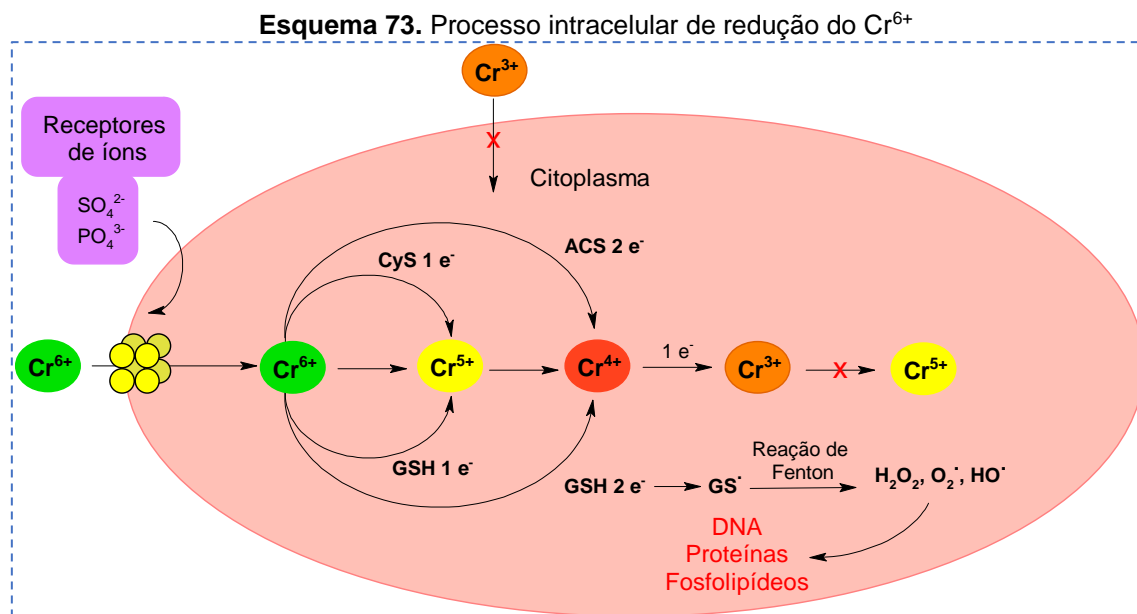 Esquema 73. Processo intracelular de redução do Cr⁶⁺
Cr³⁺
Receptores
de íons
SO₄²⁻
PO₄³⁻
X
Citoplasma
ACS 2 e⁻
CyS 1 e⁻
Cr⁶⁺
Cr⁶⁺
Cr⁵⁺
Cr⁴⁺
1 e⁻
Cr³⁺
X
Cr⁵⁺
GSH 1 e⁻
GSH 2 e⁻
GS˙
Reação de
Fenton
H₂O₂, O₂˙, HO˙
DNA
Proteínas
Fosfolipídeos